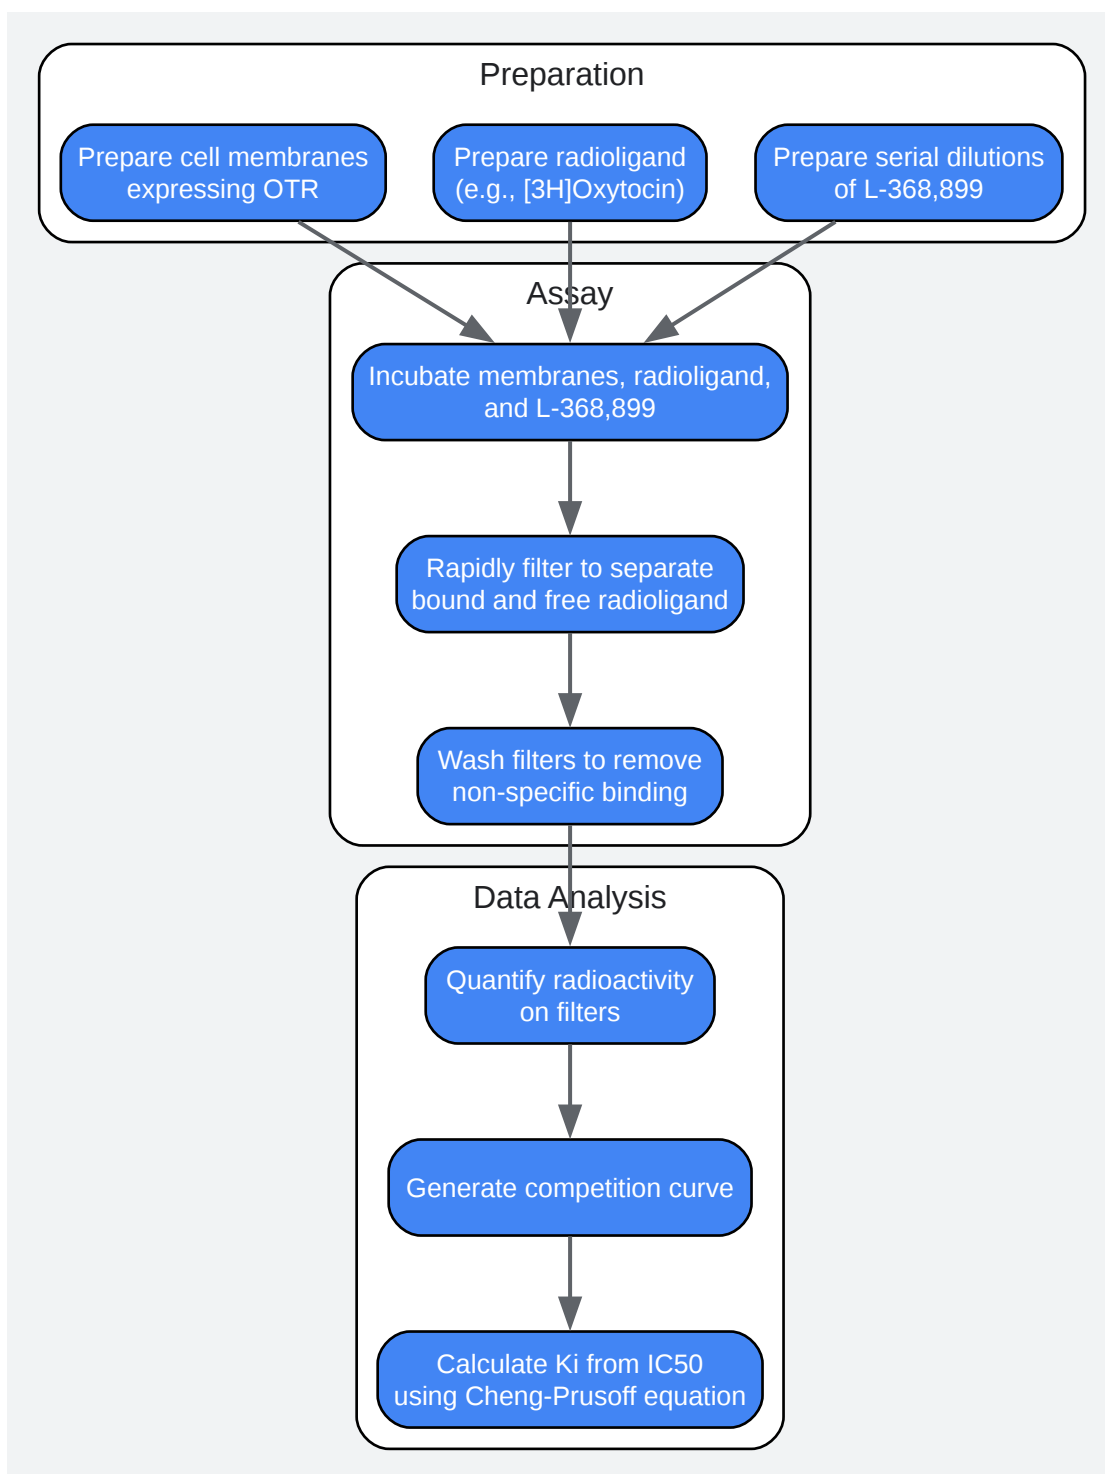 Preparation
Prepare cell membranes
expressing OTR
Prepare radioligand
(e.g., [3H]Oxytocin)
Prepare serial dilutions
of L-368,899
Assay
Incubate membranes, radioligand,
and L-368,899
Rapidly filter to separate
bound and free radioligand
Wash filters to remove
non-specific binding
Data Analysis
Quantify radioactivity
on filters
Generate competition curve
Calculate Ki from IC50
using Cheng-Prusoff equation